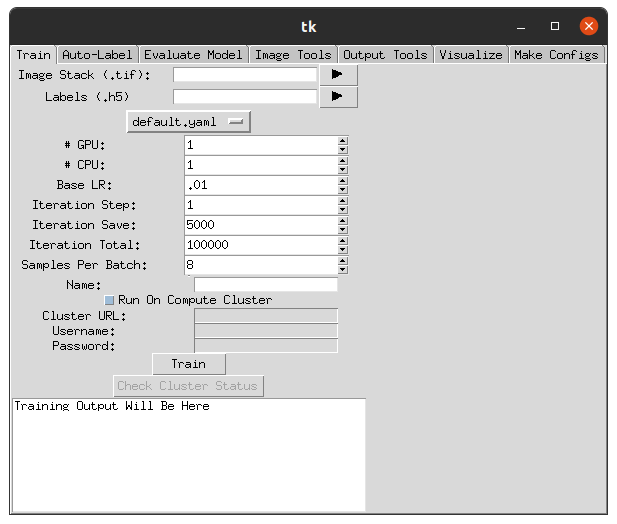 tk
Train Auto-Label Evaluate Model Image Tools Output Tools Visualize Make Configs
Image Stack (.tif):
Labels (.h5)
default.yaml
# GPU: 1
# CPU: 1
Base LR: .01
Iteration Step: 1
Iteration Save: 5000
Iteration Total: 100000
Samples Per Batch: 8
Name:
Run On Compute Cluster
Cluster URL:
Username:
Password:
Train
Check Cluster Status
Training Output Will Be Here